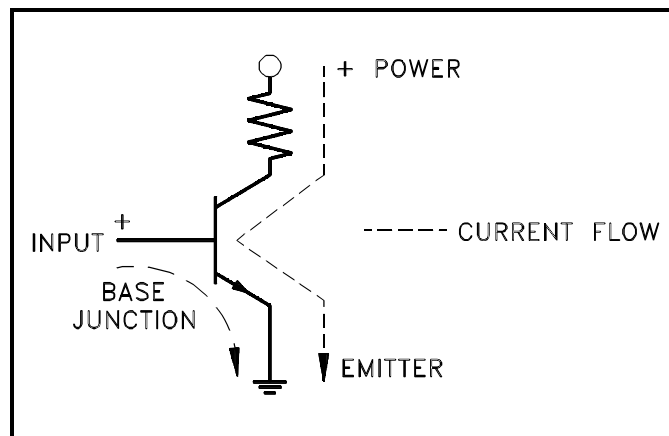 + POWER
+
INPUT
CURRENT FLOW
BASE
JUNCTION
EMITTER